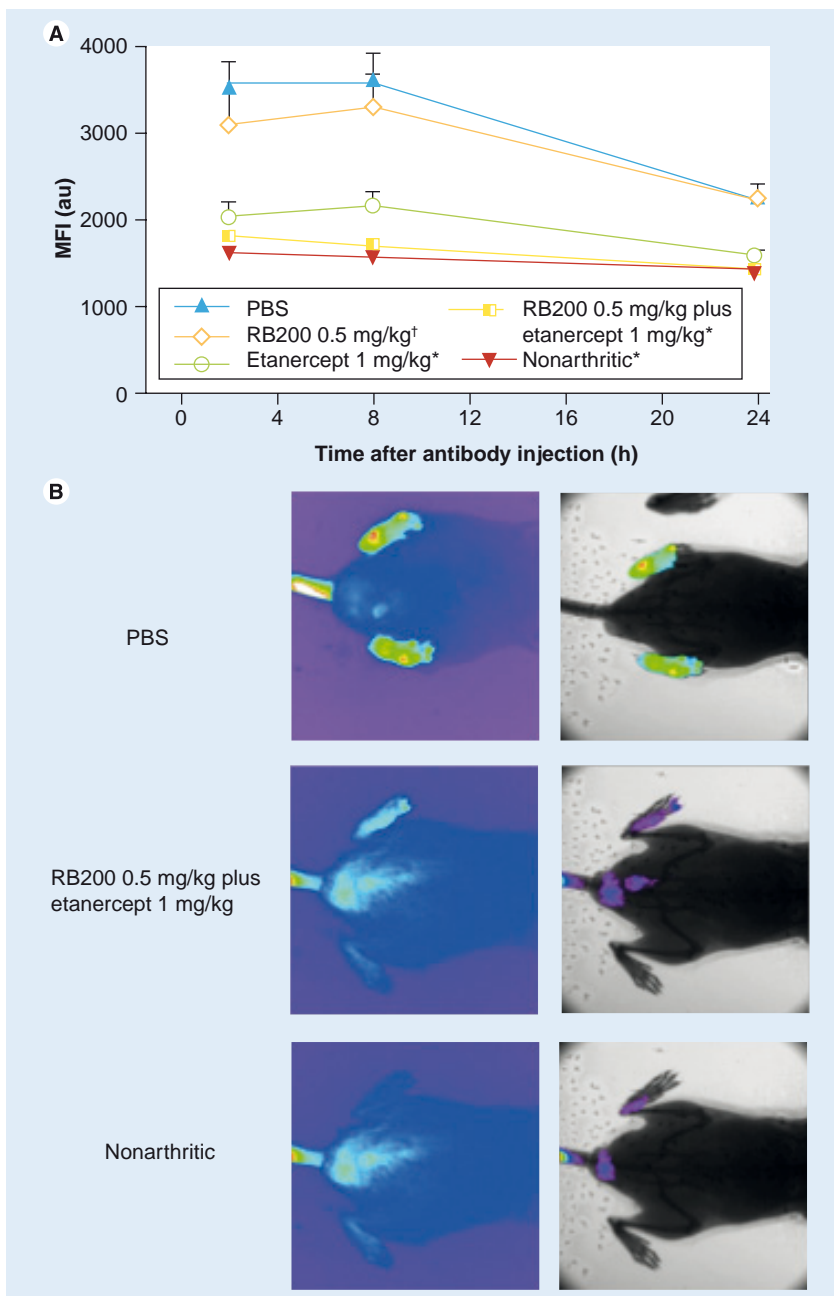 A
4000
3000
2000
1000
0
MFI (au)
PBS
RB200 0.5 mg/kg†
Etanercept 1 mg/kg*
RB200 0.5 mg/kg plus
etanercept 1 mg/kg*
Nonarthritic*
0 4 8 12 16 20 24
Time after antibody injection (h)
B
PBS
RB200 0.5 mg/kg plus
etanercept 1 mg/kg
Nonarthritic